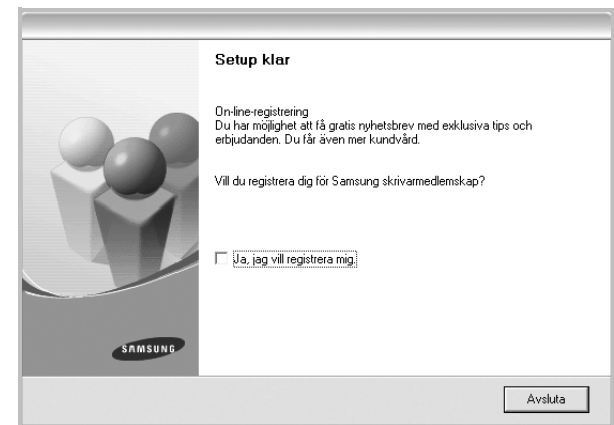 Setup klar
On-line-registrering
Du har möjlighet att få gratis nyhetsbrev med exklusiva tips och
erbjudanden. Du får även mer kundvård.
Vill du registrera dig för Samsung skrivarmedlemskap?
Ja, jag vill registrera mig.
SAMSUNG
Avsluta